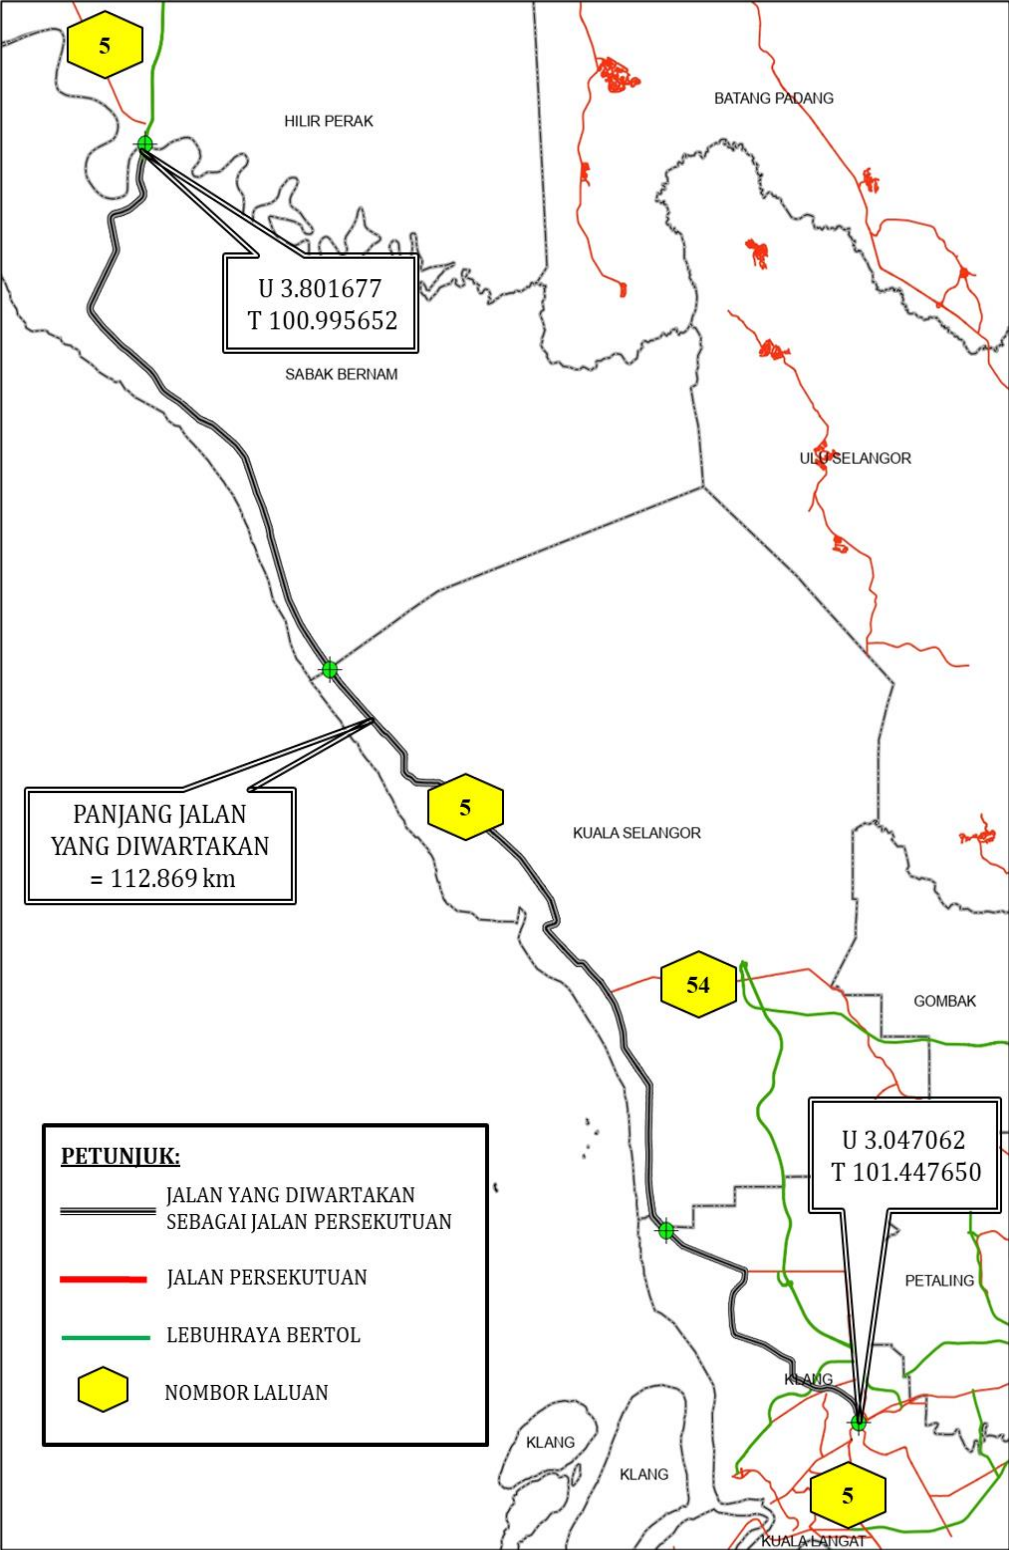 5
HILIR PERAK
BATANG PADANG
U 3.801677
T 100.995652
SABAK BERNAM
ULU SELANGOR
PANJANG JALAN
YANG DIWARTAKAN
= 112.869 km
5
KUALA SELANGOR
54
GOMBAK
U 3.047062
T 101.447650
PETUNJUK:
JALAN YANG DIWARTAKAN
SEBAGAI JALAN PERSEKUTUAN
JALAN PERSEKUTUAN
LEBUHRAYA BERTOL
NOMBOR LALUAN
PETALING
KLANG
KLANG
KLANG
5
KUALA LANGAT